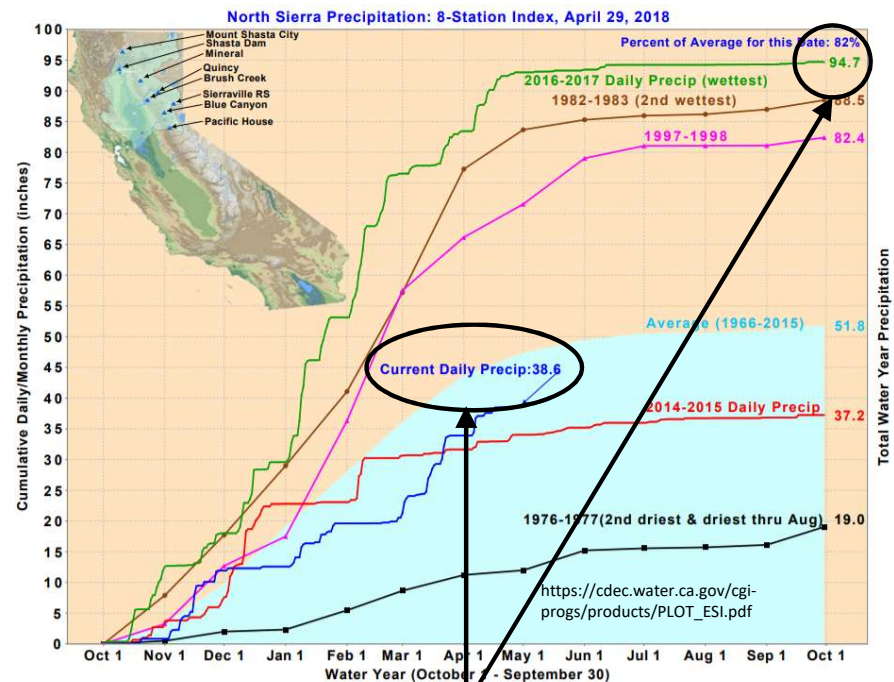 North Sierra Precipitation: 8-Station Index, April 29, 2018
Percent of Average for this Date: 82%
Mount Shasta City
Shasta Dam
Mineral
Quincy
Brush Creek
Sierraville RS
Blue Canyon
Pacific House
2016-2017 Daily Precip (wettest)
94.7
1982-1983 (2nd wettest)
88.5
1997-1998
82.4
Average (1966-2015)
51.8
Current Daily Precip:38.6
2014-2015 Daily Precip
37.2
1976-1977(2nd driest & driest thru Aug)
19.0
https://cdec.water.ca.gov/cgi-
progs/products/PLOT_ESI.pdf
Cumulative Daily/Monthly Precipitation (inches)
100
95
90
85
80
75
70
65
60
55
50
45
40
35
30
25
20
15
10
5
0
Total Water Year Precipitation
Oct 1 Nov 1 Dec 1 Jan 1 Feb 1 Mar 1 Apr 1 May 1 Jun 1 Jul 1 Aug 1 Sep 1 Oct 1
Water Year (October 1 - September 30)